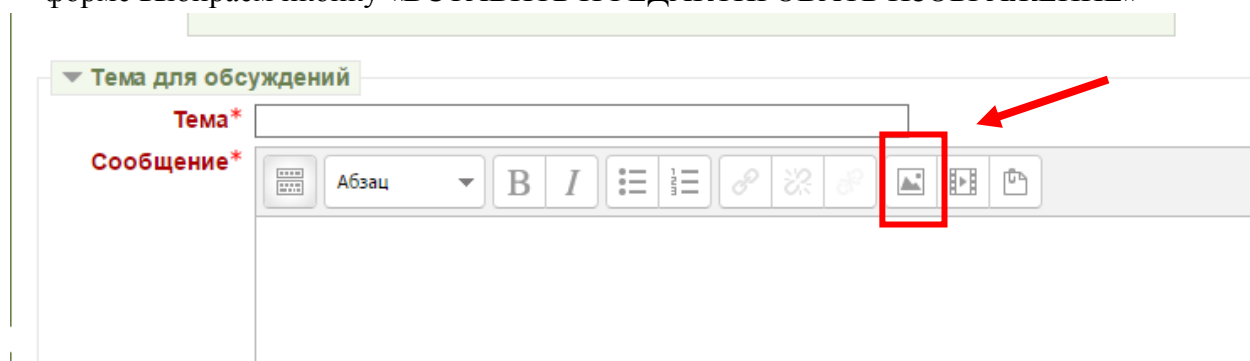 Тема для обсуждений
Тема*
Сообщение*
Абзац
B I